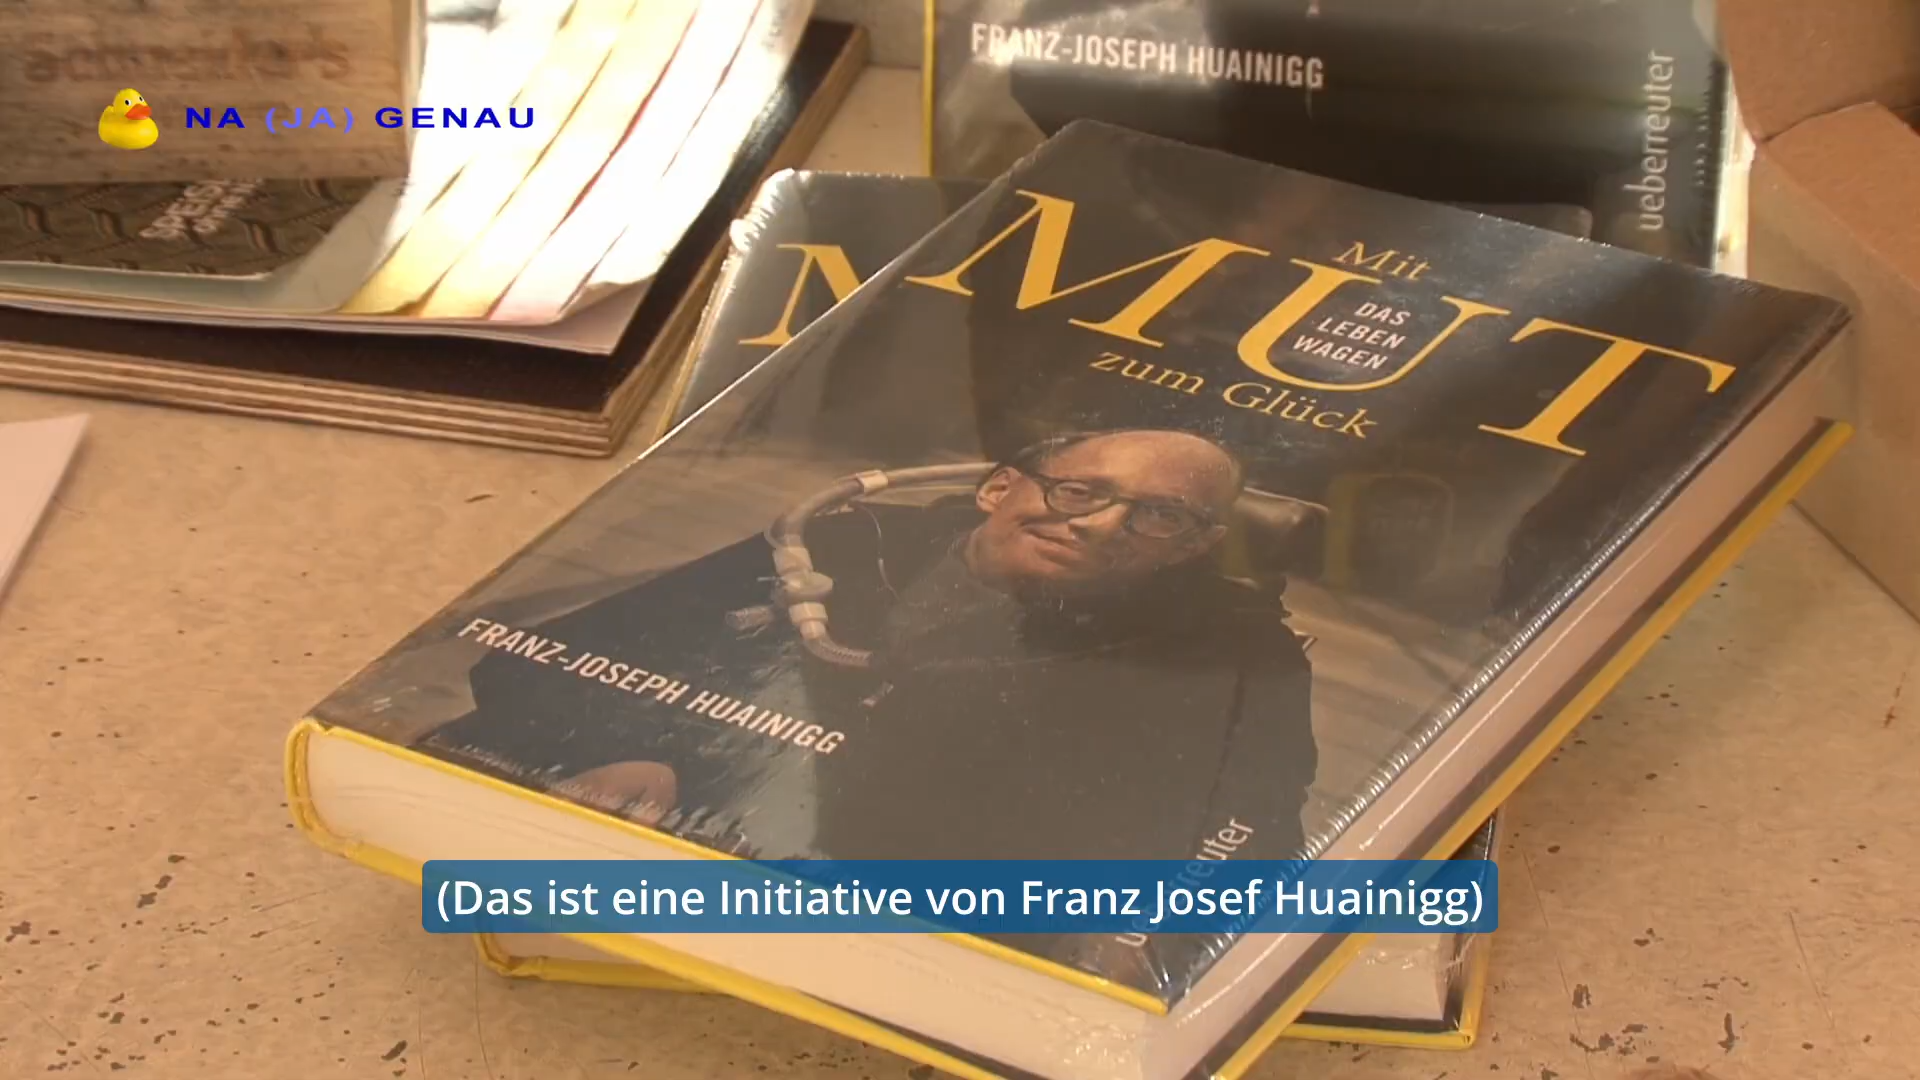 Schneiker's
NA (JA) GENAU
FRANZ-JOSEPH HUAINIGG
ueberreuter
Mit
MUT
DAS
LEBEN
WAGEN
zum Glück
FRANZ-JOSEPH HUAINIGG
ueberreuter
(Das ist eine Initiative von Franz Josef Huainigg)